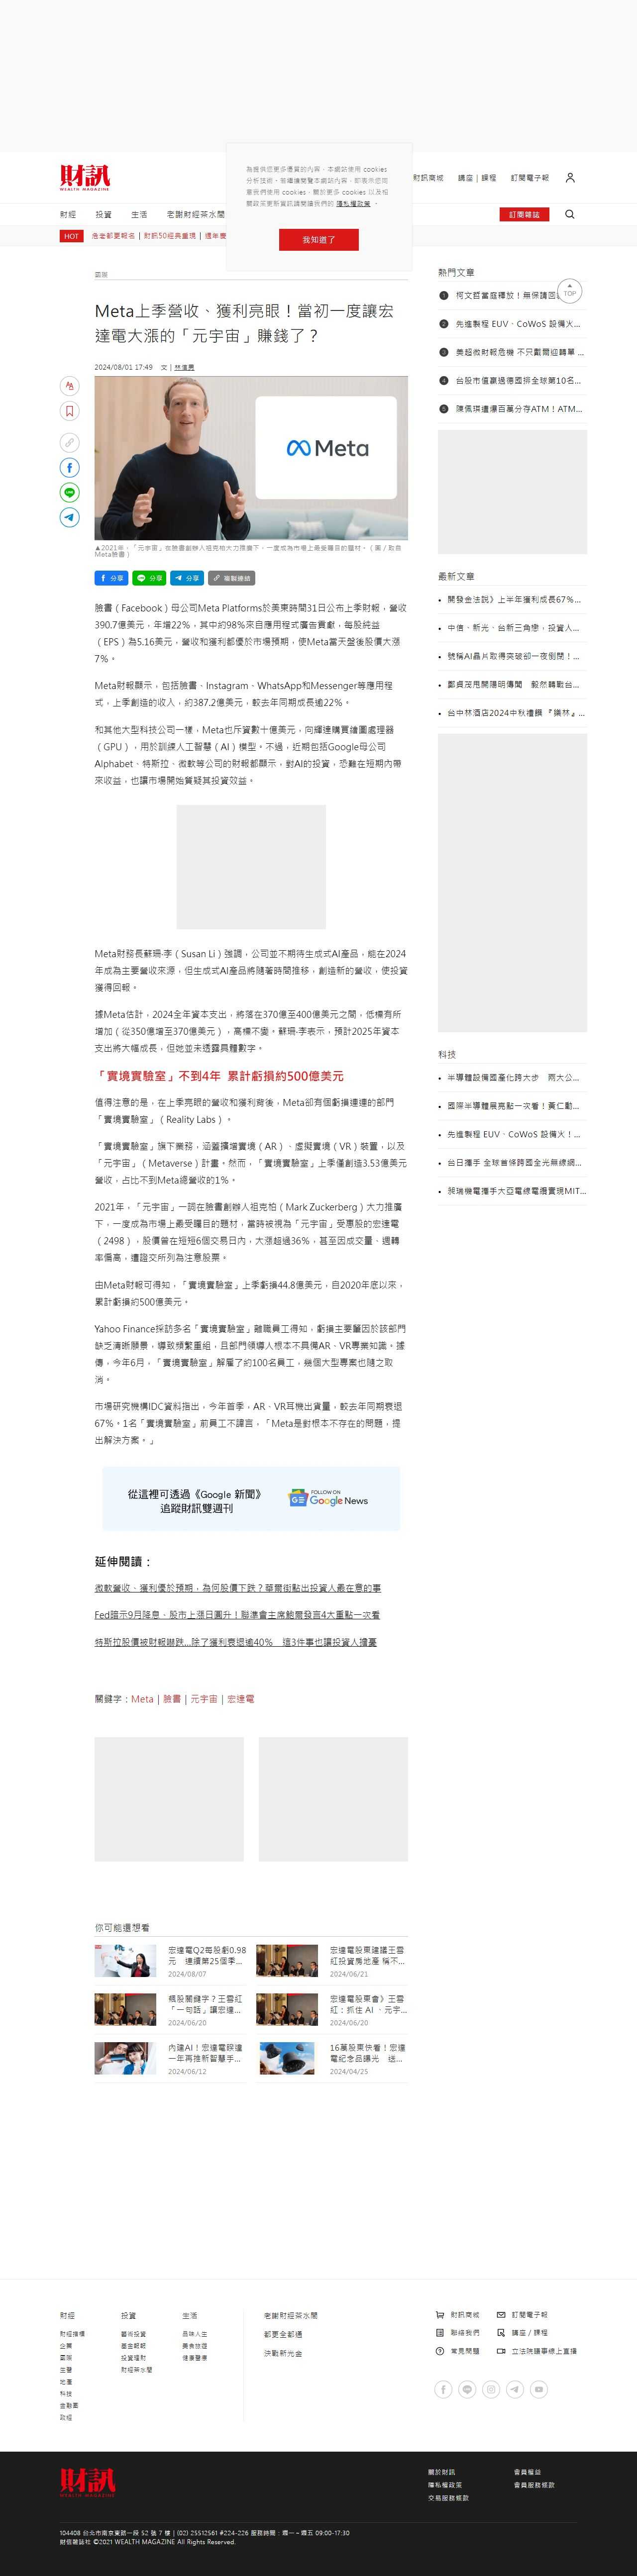 財訊
WEALTH MAGAZINE
為提供您更多優質的內容，本網站使用 cookies
分析技術。若繼續閱覽本網站內容，即表示您同
意我們使用 cookies，關於更多 cookies 以及相
關政策更新資訊請閱讀我們的 隱私權政策 。
我知道了
財訊商城 講座｜課程 訂閱電子報
財經 投資 生活 老謝財經茶水間
訂閱雜誌
HOT 危老都更報名 | 財訊50經典重現 | 週年慶
國際
Meta上季營收、獲利亮眼！當初一度讓宏
達電大漲的「元宇宙」賺錢了？
2024/08/01 17:49
Meta
▲2021年，「元宇宙」在臉書創辦人祖克柏大力推廣下，一度成為市場上最受矚目的題材。（圖／取自
Meta臉書）
分享 分享 分享 複製連結
臉書（Facebook）母公司Meta Platforms於美東時間31日公布上季財報，營收
390.7億美元，年增22%，其中約98%來自應用程式廣告貢獻，每股純益
（EPS）為5.16美元，營收和獲利都優於市場預期，使Meta當天盤後股價大漲
7%。
Meta財報顯示，包括臉書、Instagram、WhatsApp和Messenger等應用程
式，上季創造的收入，約387.2億美元，較去年同期成長逾22%。
和其他大型科技公司一樣，Meta也斥資數十億美元，向輝達購買繪圖處理器
（GPU），用於訓練人工智慧（AI）模型。不過，近期包括Google母公司
Alphabet、特斯拉、微軟等公司的財報都顯示，對AI的投資，恐難在短期內帶
來收益，也讓市場開始質疑其投資效益。
Meta財務長蘇珊·李（Susan Li）強調，公司並不期待生成式AI產品，能在2024
年成為主要營收來源，但生成式AI產品將隨著時間推移，創造新的營收，使投資
獲得回報。
據Meta估計，2024全年資本支出，將落在370億至400億美元之間，低標有所
增加（從350億增至370億美元），高標不變。蘇珊·李表示，預計2025年資本
支出將大幅成長，但她並未透露具體數字。
「實境實驗室」不到4年 累計虧損約500億美元
值得注意的是，在上季亮眼的營收和獲利背後，Meta卻有個虧損連連的部門
「實境實驗室」（Reality Labs）。
「實境實驗室」旗下業務，涵蓋擴增實境（AR）、虛擬實境（VR）裝置，以及
「元宇宙」（Metaverse）計畫。然而，「實境實驗室」上季僅創造3.53億美元
營收，占比不到Meta總營收的1%。
2021年，「元宇宙」一詞在臉書創辦人祖克柏（Mark Zuckerberg）大力推廣
下，一度成為市場上最受矚目的題材，當時被視為「元宇宙」受惠股的宏達電
（2498），股價曾在短短6個交易日內，大漲超過36%，甚至因成交量、週轉
率偏高，遭證交所列為注意股票。
由Meta財報可得知，「實境實驗室」上季虧損44.8億美元，自2020年底以來，
累計虧損約500億美元。
Yahoo Finance採訪多名「實境實驗室」離職員工得知，虧損主要肇因於該部門
缺乏清晰願景，導致頻繁重組，且部門領導人根本不具備AR、VR專業知識。據
傳，今年6月，「實境實驗室」解雇了約100名員工，幾個大型專案也隨之取
消。
市場研究機構IDC資料指出，今年首季，AR、VR耳機出貨量，較去年同期衰退
67%。1名「實境實驗室」前員工不諱言，「Meta是對根本不存在的問題，提
出解決方案。」
從這裡可透過《Google 新聞》
追蹤財訊雙週刊
FOLLOW ON
Google News
延伸閱讀：
微軟營收、獲利優於預期，為何股價下跌？華爾街點出投資人最在意的事
Fed暗示9月降息，股市上漲日圓升！聯準會主席鮑爾發言4大重點一次看
特斯拉股價被財報嚇跌...除了獲利衰退逾40% 這3件事也讓投資人擔憂
關鍵字：Meta | 臉書 | 元宇宙 | 宏達電
你可能還想看
宏達電Q2每股虧0.98
元 連續第25個季...
2024/08/07
宏達電股東建議王雪
紅投資房地產 稱不...
2024/06/21
飆股關鍵字？王雪紅
「一句話」讓宏達...
2024/06/20
宏達電股東會》王雪
紅：抓住 AI 、元宇...
2024/06/20
內建AI！宏達電睽違
一年再推新智慧手...
2024/06/12
16萬股東快看！宏達
電紀念品曝光 送...
2024/04/25
熱門文章
TOP
1 柯文哲當庭釋放！無保請回
2 先進製程 EUV、CoWoS 設備火...
3 美超微財報危機 不只戴爾迎轉單 ...
4 台股市值贏過德國排全球第10名...
5 陳佩琪遭爆百萬分存ATM！ATM...
最新文章
開發金法說》上半年獲利成長67%...
中信、新光、台新三角戀，投資人...
號稱AI晶片取得突破卻一夜倒閉！...
鄭貞茂甩開陽明傳聞 毅然轉戰台...
台中林酒店2024中秋禮饌 『饌林』...
科技
半導體設備國產化跨大步 兩大公...
國際半導體展亮點一次看！黃仁勳...
先進製程 EUV、CoWoS 設備火！...
台日攜手 全球首條跨國全光無線網...
昶瑞機電攜手大亞電線電纜實現MIT...
財經
財經指標
企業
國際
生醫
地產
科技
金融家
政經
投資
藝術投資
基金輕鬆
投資理財
財經茶水間
生活
品味人生
美食旅遊
健康醫療
老謝財經茶水間
都更全都通
決戰新光金
財訊商城 訂閱電子報
聯絡我們 講座 / 課程
常見問題 立法院議事線上直播
財訊
WEALTH MAGAZINE
關於財訊 會員權益
隱私權政策 會員服務條款
交易服務條款
104408 台北市南京東路一段 52 號 7 樓 | (02) 25512561 #224-226 服務時間：週一～週五 09:00-17:30
財信雜誌社 ©2021 WEALTH MAGAZINE All Rights Reserved.